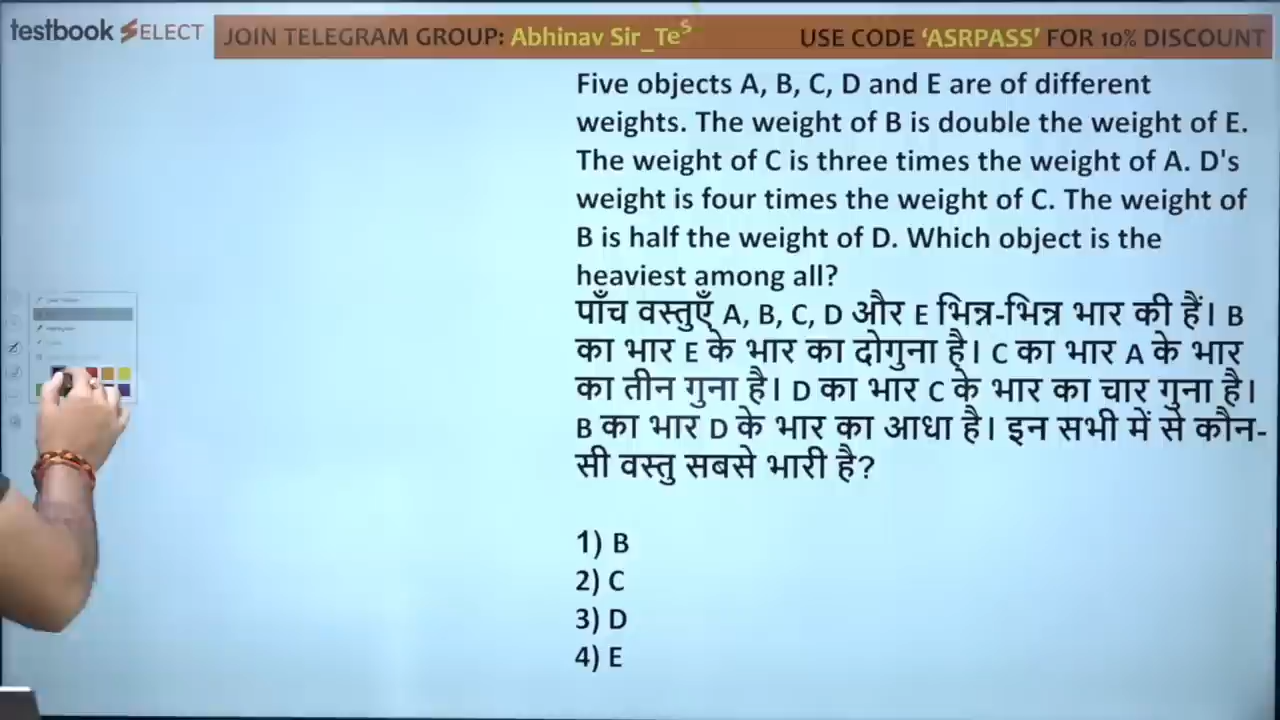 testbook SELECT
JOIN TELEGRAM GROUP: Abhinav Sir_Tes
USE CODE ‘ASRPASS’ FOR 10% DISCOUNT
Five objects A, B, C, D and E are of different
weights. The weight of B is double the weight of E.
The weight of C is three times the weight of A. D's
weight is four times the weight of C. The weight of
B is half the weight of D. Which object is the
heaviest among all?
पाँच वस्तुएँ A, B, C, D और E भिन्न-भिन्न भार की हैं। B
का भार E के भार का दोगुना है। C का भार A के भार
का तीन गुना है। D का भार C के भार का चार गुना है।
B का भार D के भार का आधा है। इन सभी में से कौन-
सी वस्तु सबसे भारी है?
1) B
2) C
3) D
4) E